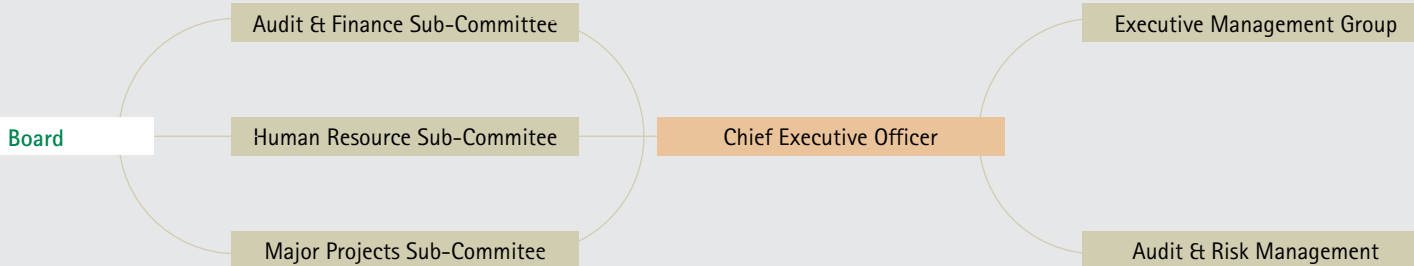 Board
Audit & Finance Sub-Committee
Human Resource Sub-Commitee
Major Projects Sub-Commitee
Chief Executive Officer
Executive Management Group
Audit & Risk Management